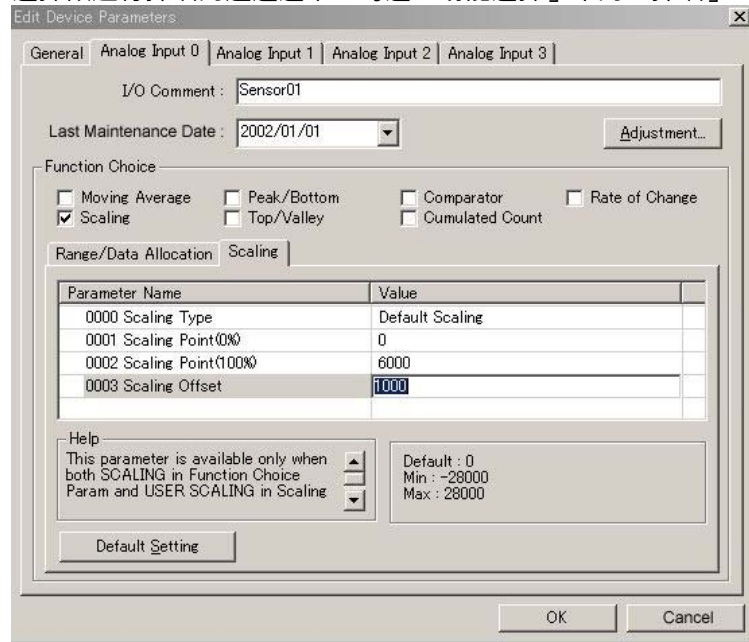 Edit Device Parameters
General Analog Input 0 Analog Input 1 Analog Input 2 Analog Input 3
I/O Comment : Sensor01
Last Maintenance Date : 2002/01/01 Adjustment...
Function Choice
Moving Average Peak/Bottom Comparator Rate of Change
Scaling Top/Valley Cumulated Count
Range/Data Allocation Scaling
Parameter Name Value
0000 Scaling Type Default Scaling
0001 Scaling Point(0%) 0
0002 Scaling Point(100%) 6000
0003 Scaling Offset 1000
Help
This parameter is available only when
both SCALING in Function Choice
Param and USER SCALING in Scaling
Default : 0
Min : -28000
Max : 28000
Default Setting
OK Cancel